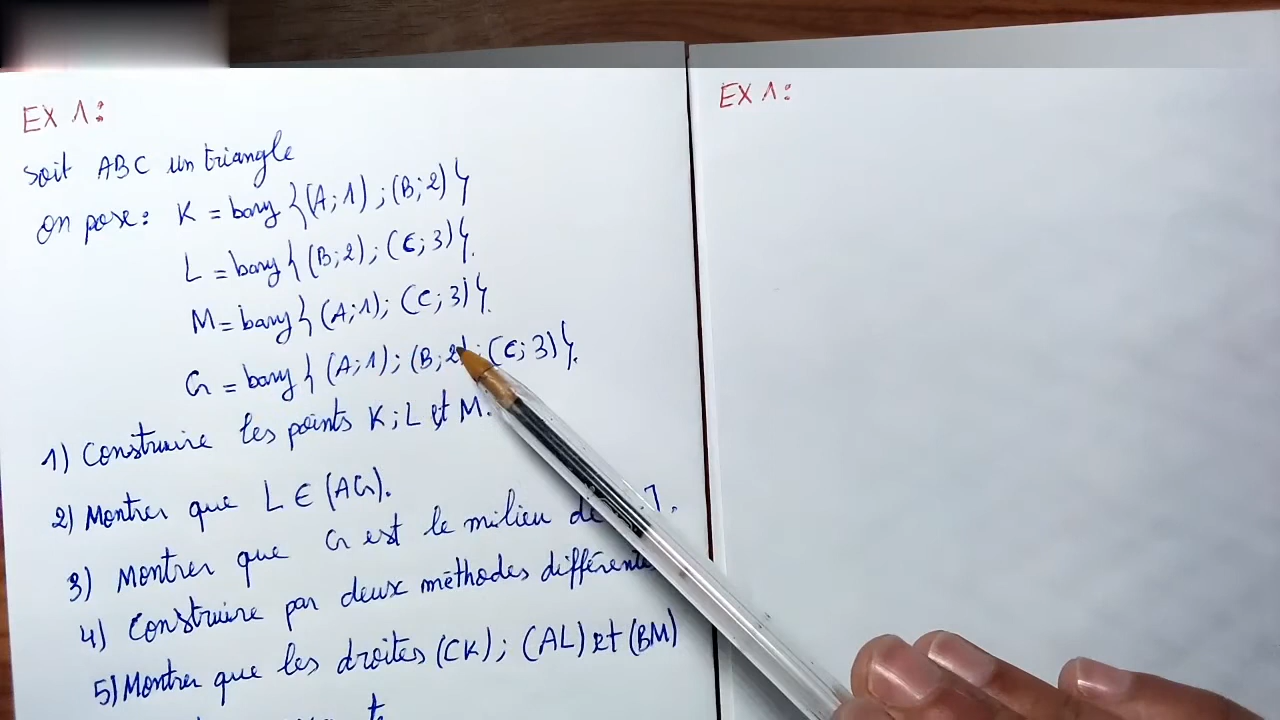 EX 1:
Soit ABC un triangle
On pose : K = bary {(A;1) ; (B;2)}
L = bary { (B;2) ; (C;3)}.
M = bary { (A;1) ; (C;3)}.
G = bary { (A;1) ; (B;2) ; (C;3)}.
1) Construire les points K ; L et M.
2) Montrer que L ∈ (AG).
3) Montrer que G est le milieu de ].
4) Construire par deux méthodes
5) Montrer que les droites (CK) ; (AL) et (BM)
EX 1: